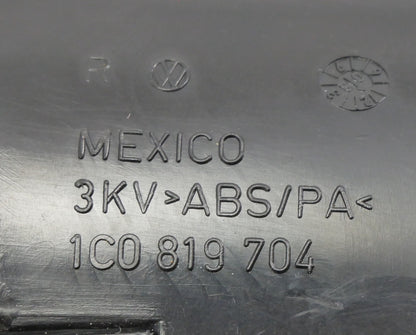 R
MEXICO
3KV >ABS/PA<
1C0 819 704